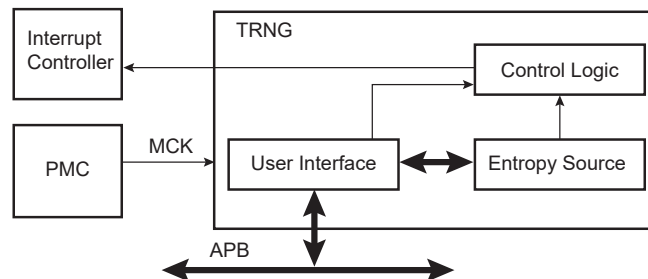 TRNG
Interrupt
Controller
Control Logic
MCK
PMC
User Interface
Entropy Source
APB